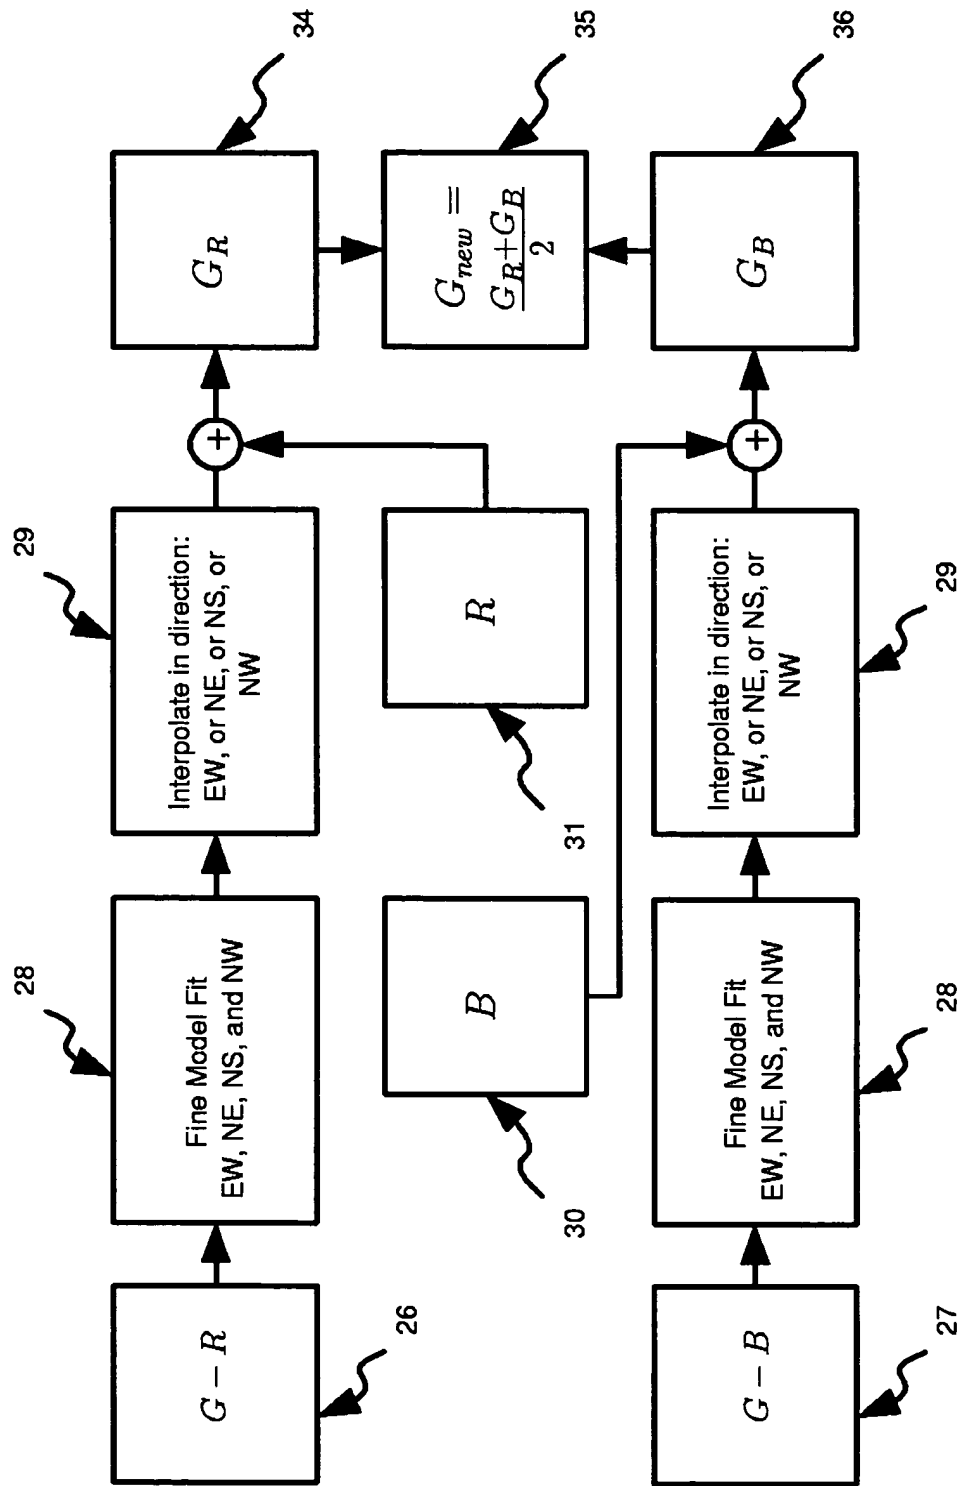 28
29
34
G – R
Fine Model Fit
EW, NE, NS, and NW
Interpolate in direction:
EW, or NE, or NS, or
NW
+
G_R
26
B
R
G_new =
G_R+G_B
2
35
30
31
G – B
Fine Model Fit
EW, NE, NS, and NW
Interpolate in direction:
EW, or NE, or NS, or
NW
+
G_B
27
28
29
36